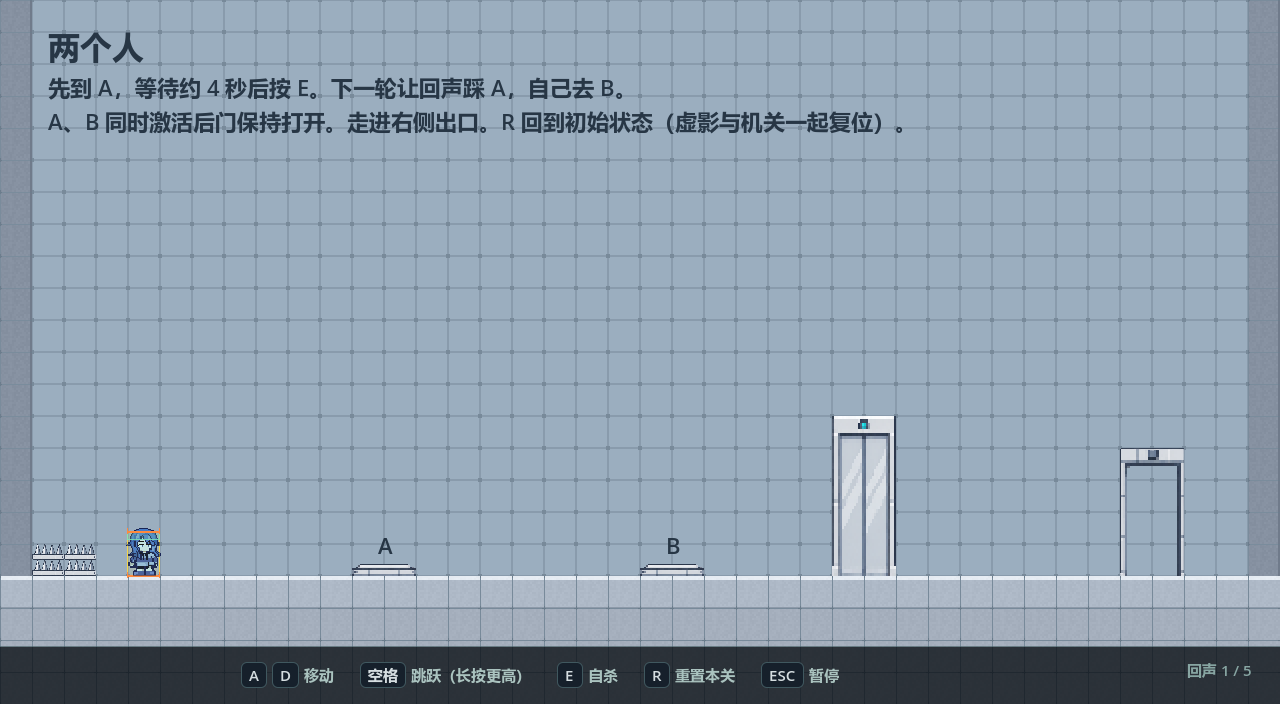 两个人
先到 A，等待约 4 秒后按 E。下一轮让回声踩 A，自己去 B。
A、B 同时激活后门保持打开。走进右侧出口。R 回到初始状态（虚影与机关一起复位）。
A
B
A D 移动 空格 跳跃（长按更高） E 自杀 R 重置本关 ESC 暂停
回声 1 / 5